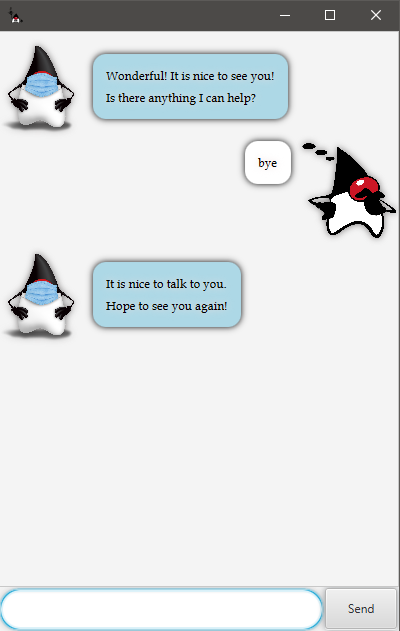 Wonderful! It is nice to see you!
Is there anything I can help?
bye
It is nice to talk to you.
Hope to see you again!
Send